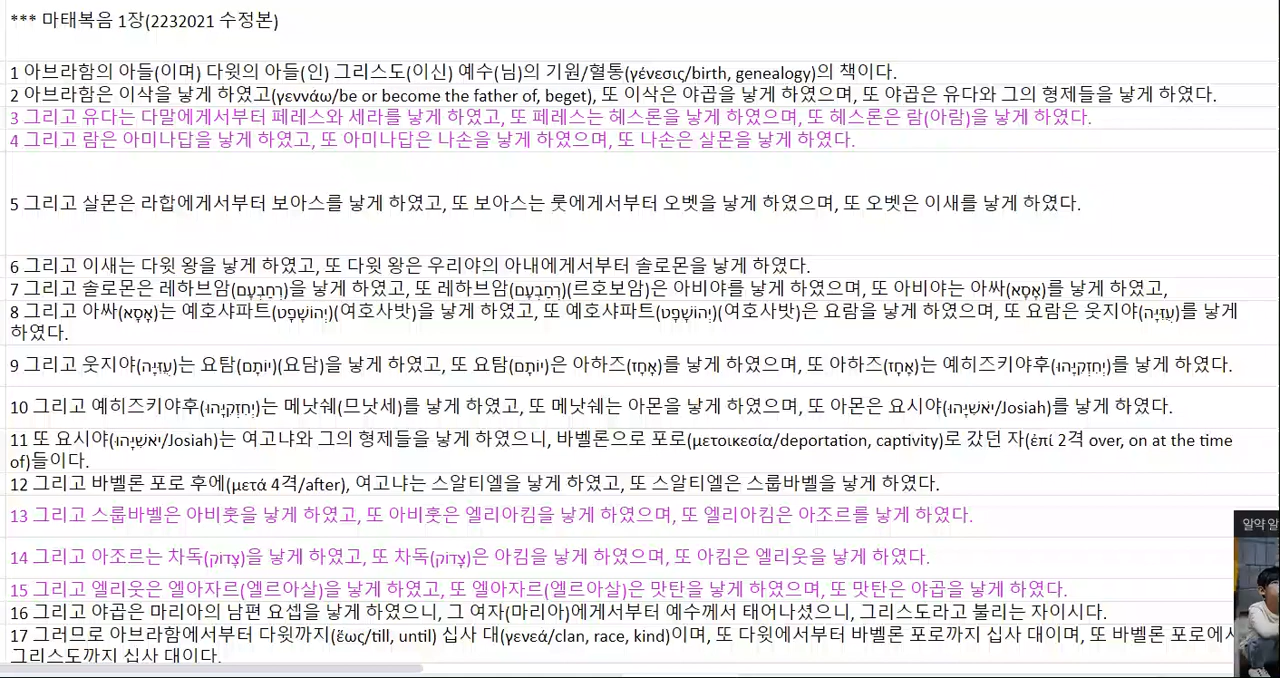 *** 마태복음 1장(2232021 수정본)
1 아브라함의 아들(이며) 다윗의 아들(인) 그리스도(이신) 예수(님)의 기원/혈통(γένεσις/birth, genealogy)의 책이다.
2 아브라함은 이삭을 낳게 하였고(γεννάω/be or become the father of, beget), 또 이삭은 야곱을 낳게 하였으며, 또 야곱은 유다와 그의 형제들을 낳게 하였다.
3 그리고 유다는 다말에게서부터 페레스와 세라를 낳게 하였고, 또 페레스는 헤스론을 낳게 하였으며, 또 헤스론은 람(아람)을 낳게 하였다.
4 그리고 람은 아미나답을 낳게 하였고, 또 아미나답은 나손을 낳게 하였으며, 또 나손은 살몬을 낳게 하였다.
5 그리고 살몬은 라합에게서부터 보아스를 낳게 하였고, 또 보아스는 룻에게서부터 오벳을 낳게 하였으며, 또 오벳은 이새를 낳게 하였다.
6 그리고 이새는 다윗 왕을 낳게 하였고, 또 다윗 왕은 우리야의 아내에게서부터 솔로몬을 낳게 하였다.
7 그리고 솔로몬은 레하브암(רְחַבְעָם)을 낳게 하였고, 또 레하브암(רְחַבְעָם)(르호보암)은 아비야를 낳게 하였으며, 또 아비야는 아싸(אָסָא)를 낳게 하였고,
8 그리고 아싸(אָסָא)는 예호샤파트(יְהוֹשָׁפָט)(여호사밧)을 낳게 하였고, 또 예호샤파트(יְהוֹשָׁפָט)(여호사밧)은 요람을 낳게 하였으며, 또 요람은 웃지야(עֻזִּיָּה)를 낳게
하였다.
9 그리고 웃지야(עֻזִּיָּה)는 요탐(יוֹתָם)(요담)을 낳게 하였고, 또 요탐(יוֹתָם)은 아하즈(אָחָז)를 낳게 하였으며, 또 아하즈(אָחָז)는 예히즈키야후(יְחִזְקִיָּהוּ)를 낳게 하였다.
10 그리고 예히즈키야후(יְחִזְקִיָּהוּ)는 메낫쉐(므낫세)를 낳게 하였고, 또 메낫쉐는 아몬을 낳게 하였으며, 또 아몬은 요시야(יֹאשִׁיָּהוּ/Josiah)를 낳게 하였다.
11 또 요시야(יֹאשִׁיָּהוּ/Josiah)는 여고냐와 그의 형제들을 낳게 하였으니, 바벨론으로 포로(μετοικεσία/deportation, captivity)로 갔던 자(ἐπί 2격 over, on at the time
of)들이다.
12 그리고 바벨론 포로 후에(μετά 4격/after), 여고냐는 스알티엘을 낳게 하였고, 또 스알티엘은 스룹바벨을 낳게 하였다.
13 그리고 스룹바벨은 아비훗을 낳게 하였고, 또 아비훗은 엘리아킴을 낳게 하였으며, 또 엘리아킴은 아조르를 낳게 하였다.
14 그리고 아조르는 차독(צָדוֹק)을 낳게 하였고, 또 차독(צָדוֹק)은 아킴을 낳게 하였으며, 또 아킴은 엘리웃을 낳게 하였다.
15 그리고 엘리웃은 엘아자르(엘르아살)을 낳게 하였고, 또 엘아자르(엘르아살)은 맛탄을 낳게 하였으며, 또 맛탄은 야곱을 낳게 하였다.
16 그리고 야곱은 마리아의 남편 요셉을 낳게 하였으니, 그 여자(마리아)에게서부터 예수께서 태어나셨으니, 그리스도라고 불리는 자이시다.
17 그러므로 아브라함에서부터 다윗까지(ἕως/till, until) 십사 대(γενεά/clan, race, kind)이며, 또 다윗에서부터 바벨론 포로까지 십사 대이며, 또 바벨론 포로에서
그리스도까지 십사 대이다.
알약 알